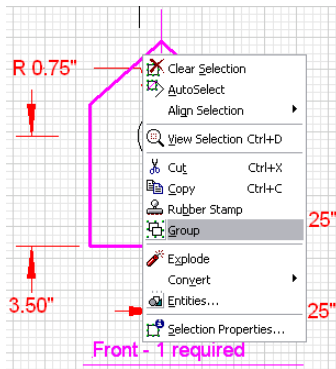 R 0.75"
Clear Selection
AutoSelect
Align Selection
View Selection Ctrl+D
Cut Ctrl+X
Copy Ctrl+C
Rubber Stamp
Group
25"
Explode
Convert
Entities...
3.50"
25"
Selection Properties...
Front - 1 required